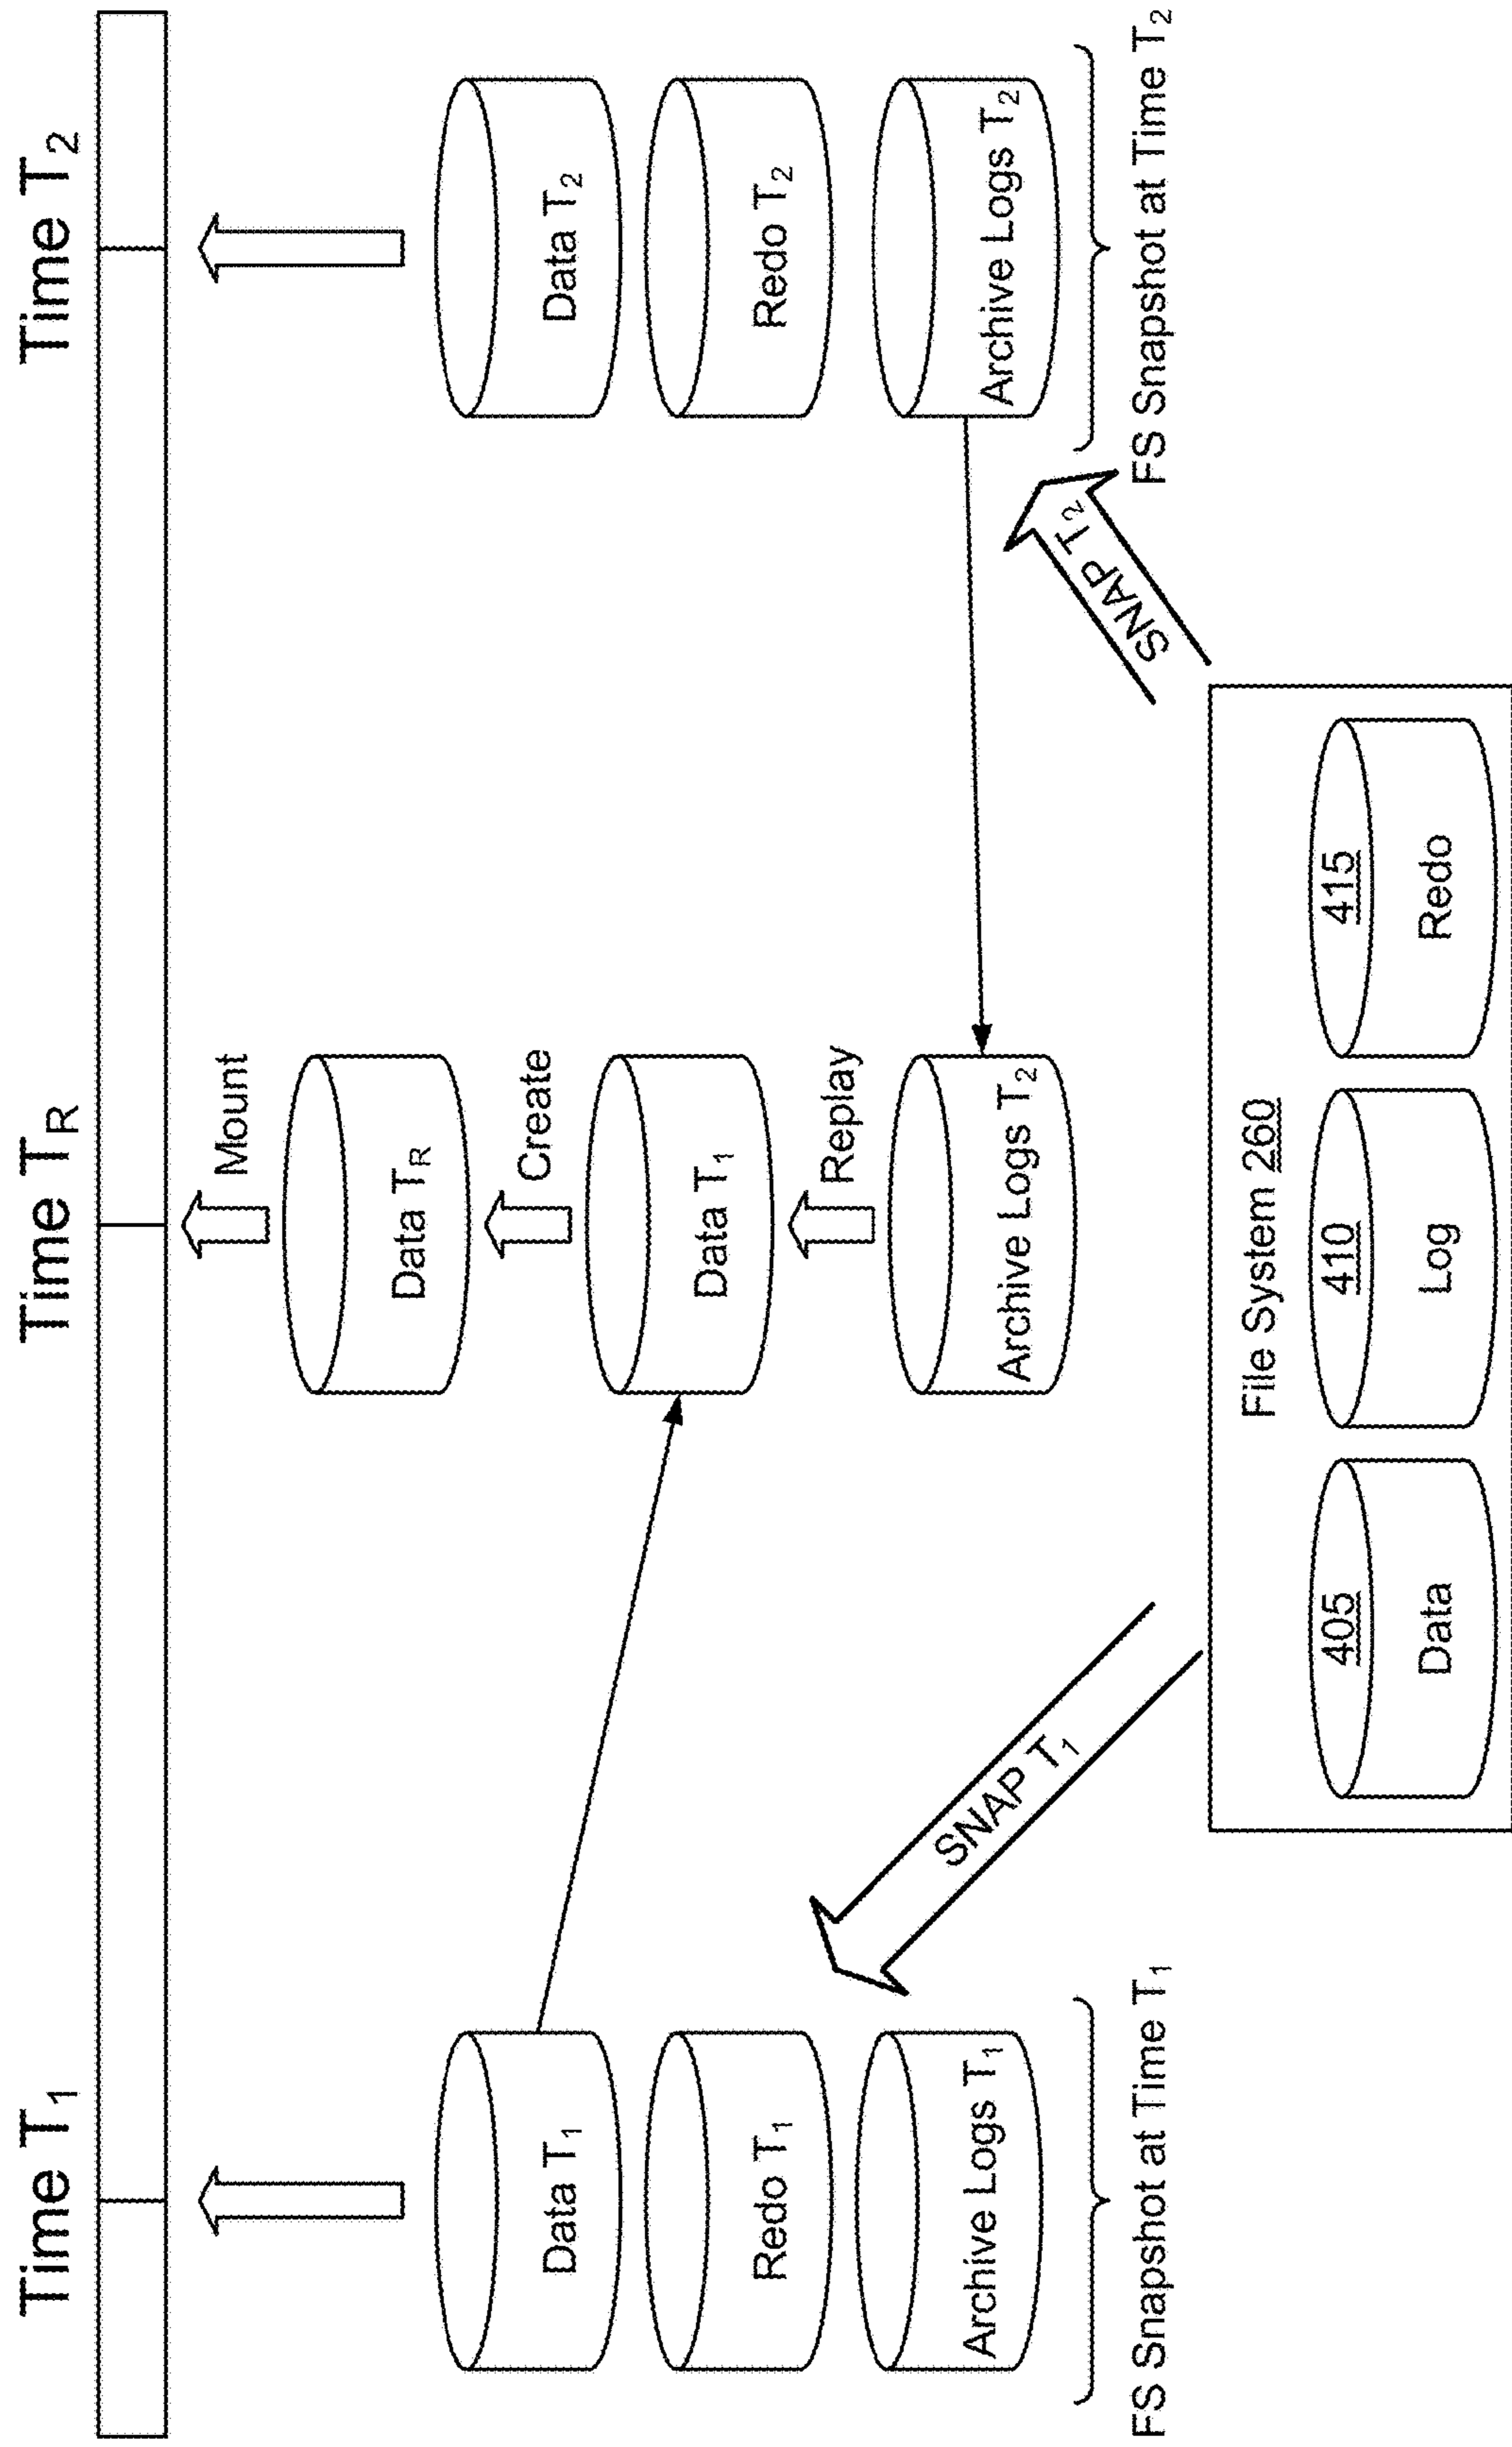 Time T₁
Time T_R
Time T₂
Data T₁
Redo T₁
Archive Logs T₁
FS Snapshot at Time T₁
SNAP T₁
Mount
Data T_R
Create
Data T₁
Replay
Archive Logs T₂
Data T₂
Redo T₂
Archive Logs T₂
FS Snapshot at Time T₂
SNAP T₂
File System 260
405
Data
410
Log
415
Redo